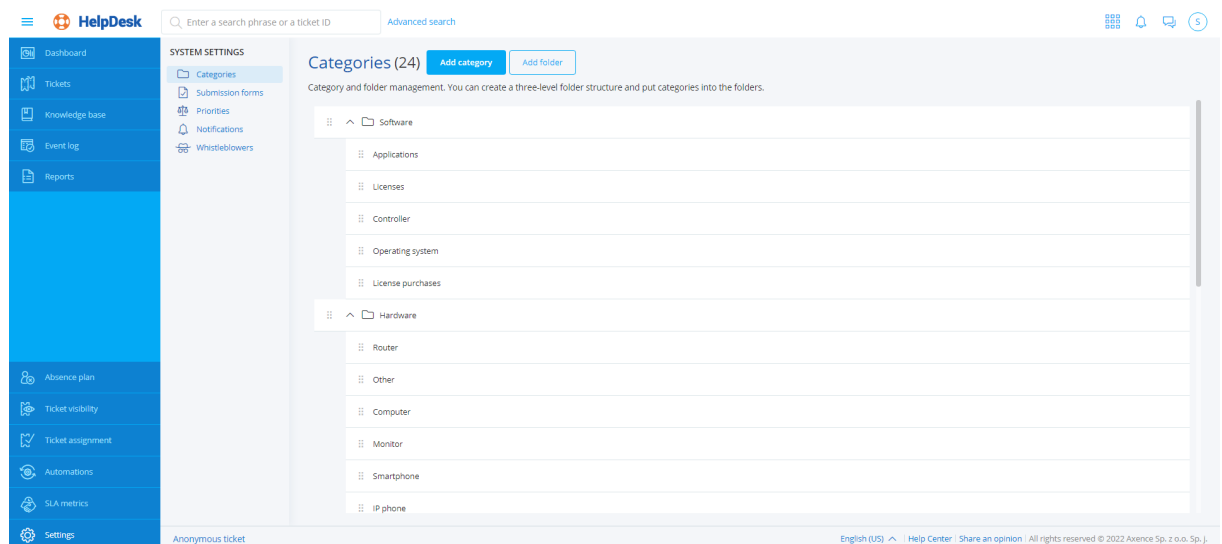 HelpDesk
Enter a search phrase or a ticket ID
Advanced search
S
Dashboard
Tickets
Knowledge base
Event log
Reports
Absence plan
Ticket visibility
Ticket assignment
Automations
SLA metrics
Settings
SYSTEM SETTINGS
Categories
Submission forms
Priorities
Notifications
Whistleblowers
Categories (24)
Add category
Add folder
Category and folder management. You can create a three-level folder structure and put categories into the folders.
Software
Applications
Licenses
Controller
Operating system
License purchases
Hardware
Router
Other
Computer
Monitor
Smartphone
IP phone
Anonymous ticket
English (US) | Help Center | Share an opinion | All rights reserved © 2022 Axence Sp. z o.o. Sp. j.